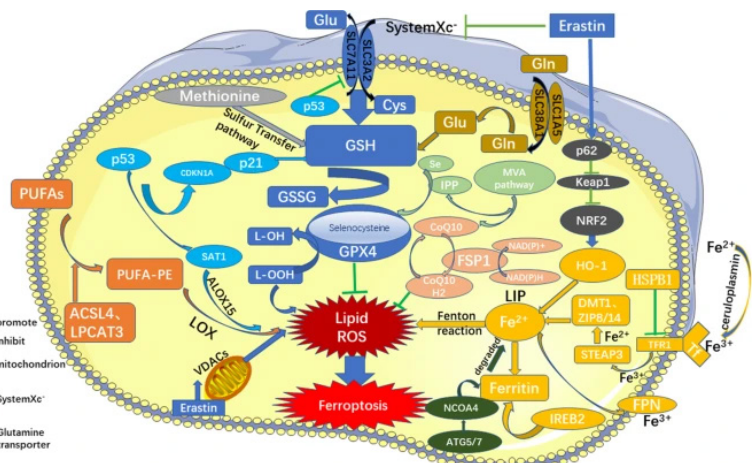 Glu
SystemXc⁻
Erastin
SLC7A11
SLC3A2
Gln
SLC38A1
SLC1A5
Methionine
p53
Cys
Sulfur Transfer
pathway
Glu
Gln
p62
GSH
p53
CDKN1A
p21
Se
IPP
MVA
pathway
Keap1
PUFAs
GSSG
NRF2
Selenocysteine
GPX4
L-OH
CoQ10
NAD(P)+
FSP1
Fe²⁺
SAT1
HO-1
HSPB1
ceruloplasmin
PUFA-PE
L-OOH
CoQ10
H2
NAD(P)H
ALOX15
LIP
ACSL4、
LPCAT3
LOX
Lipid
ROS
Fenton
reaction
Fe²⁺
DMT1、
ZIP8/14
Fe²⁺
TFR1
Tf
Fe³⁺
STEAP3
Fe³⁺
promote
nhibit
mitochondrion
VDACs
degraded
Ferritin
SystemXc⁻
Erastin
Ferroptosis
NCOA4
IREB2
FPN
Fe³⁺
Glutamine
transporter
ATG5/7